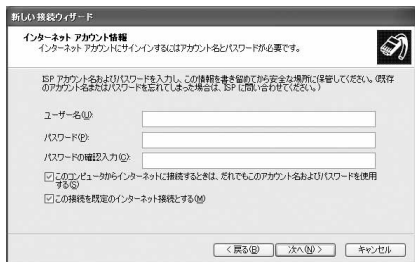 新しい接続ウィザード
インターネット アカウント情報
インターネット アカウントにサインインするにはアカウント名とパスワードが必要です。
ISP アカウント名およびパスワードを入力し、この情報を書き留めてから安全な場所に保管してください。(既存
のアカウント名またはパスワードを忘れてしまった場合は、ISP に問い合わせてください。)
ユーザー名(U):
パスワード(P):
パスワードの確認入力(C):
このコンピュータからインターネットに接続するときは、だれでもこのアカウント名およびパスワードを使用
する(S)
この接続を既定のインターネット接続とする(M)
< 戻る(B)
次へ(N) >
キャンセル